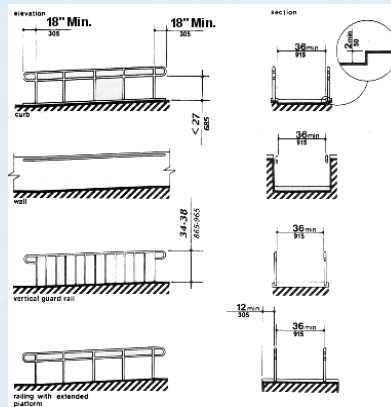 elevation
18" Min.
305
18" Min.
305
curb
< 27
685
wall
34-38
865-965
vertical guard rail
railing with extended
platform
section
36 min
915
2 min
50
36 min
915
36 min
915
12 min
305
36 min
915